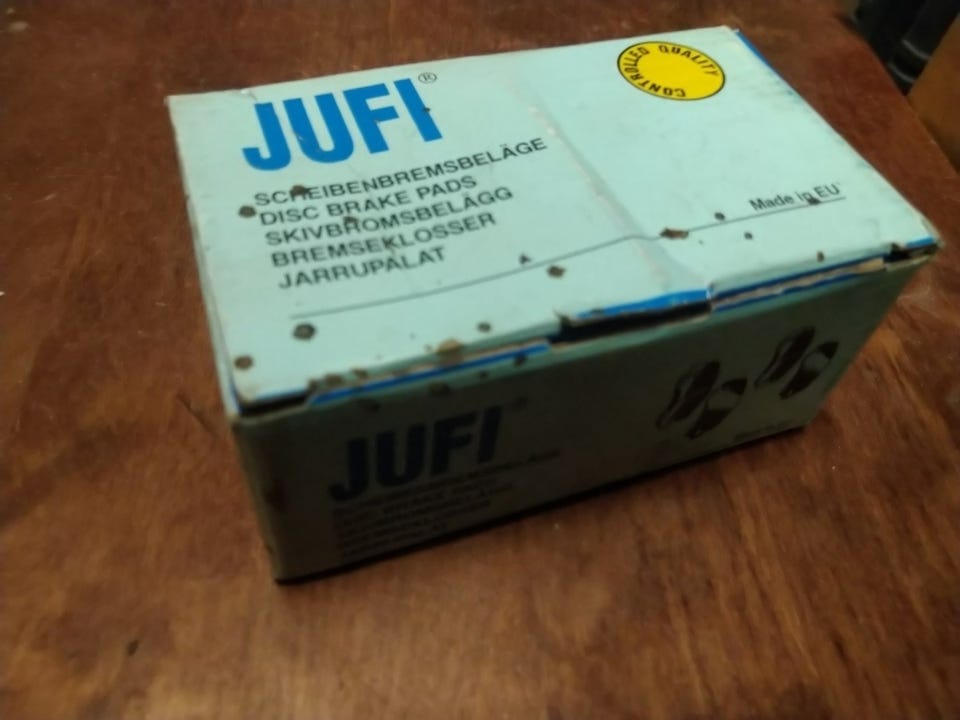 JUFI®
CONTROLLED QUALITY
SCHEIBENBREMSBELÄGE
DISC BRAKE PADS
SKIVBROMSBELÄGG
BREMSEKLOSSER
JARRUPALAT
Made in EU
JUFI